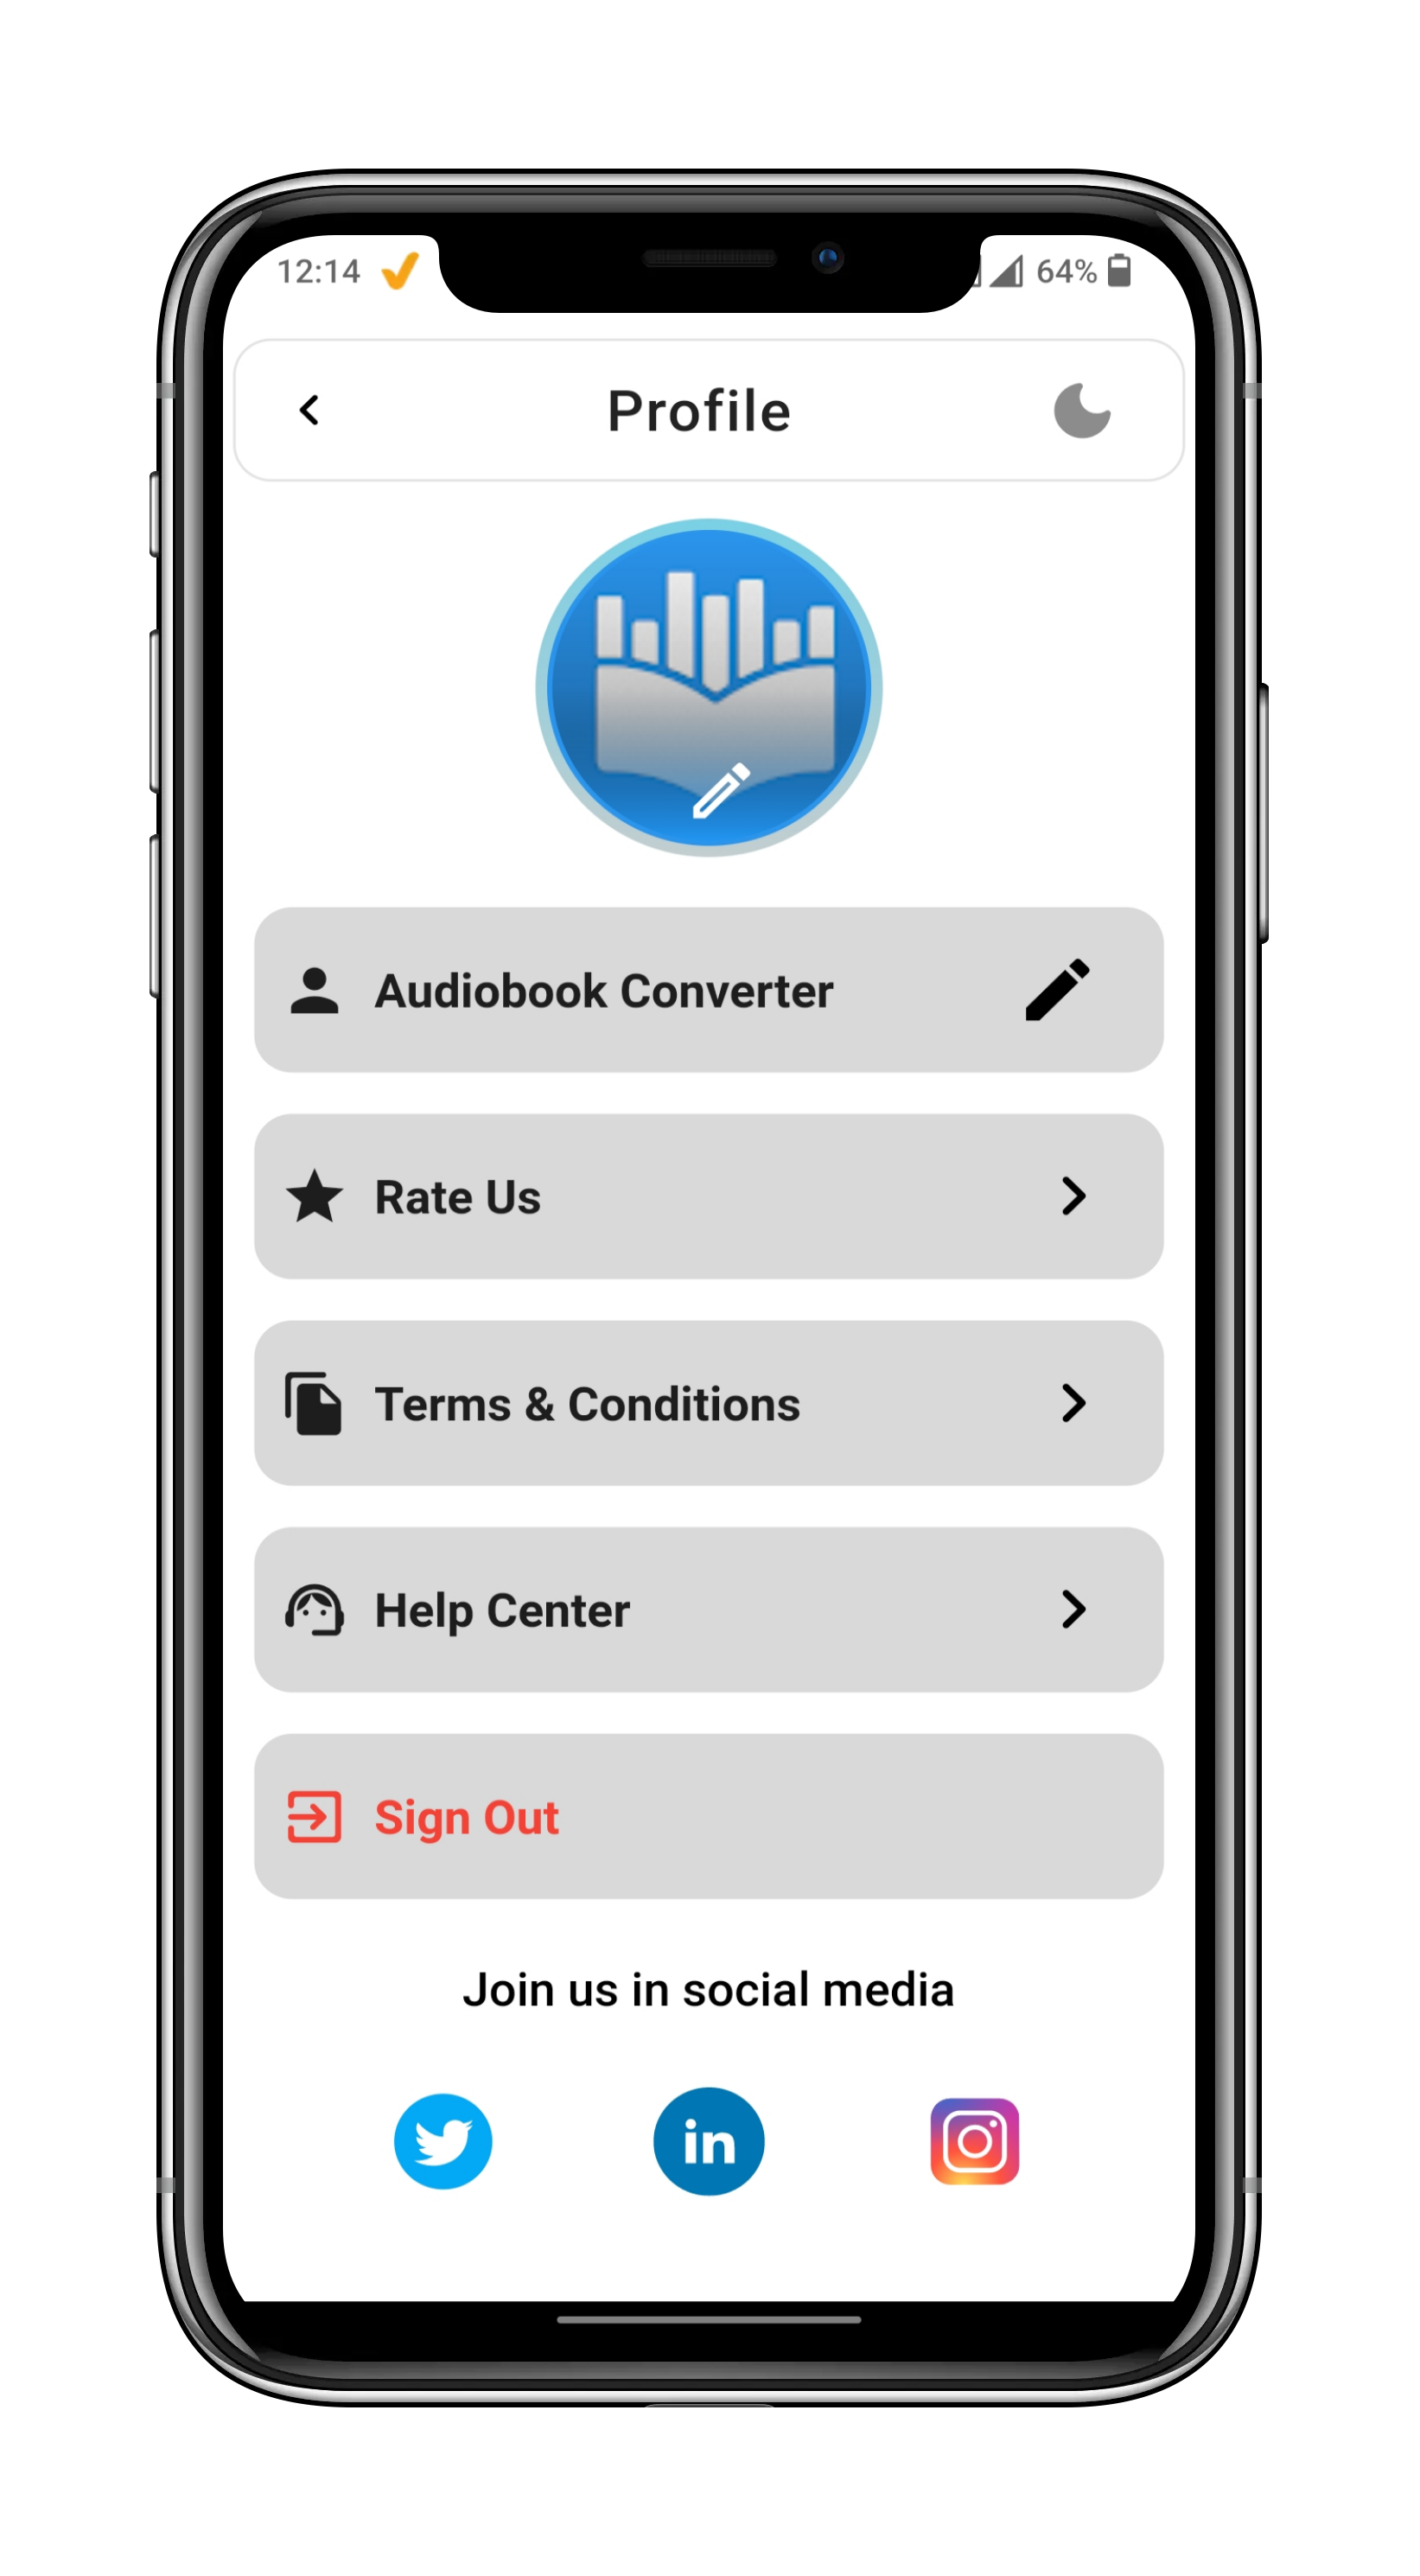 12:14 64%
Profile
Audiobook Converter
Rate Us
Terms & Conditions
Help Center
Sign Out
Join us in social media
in